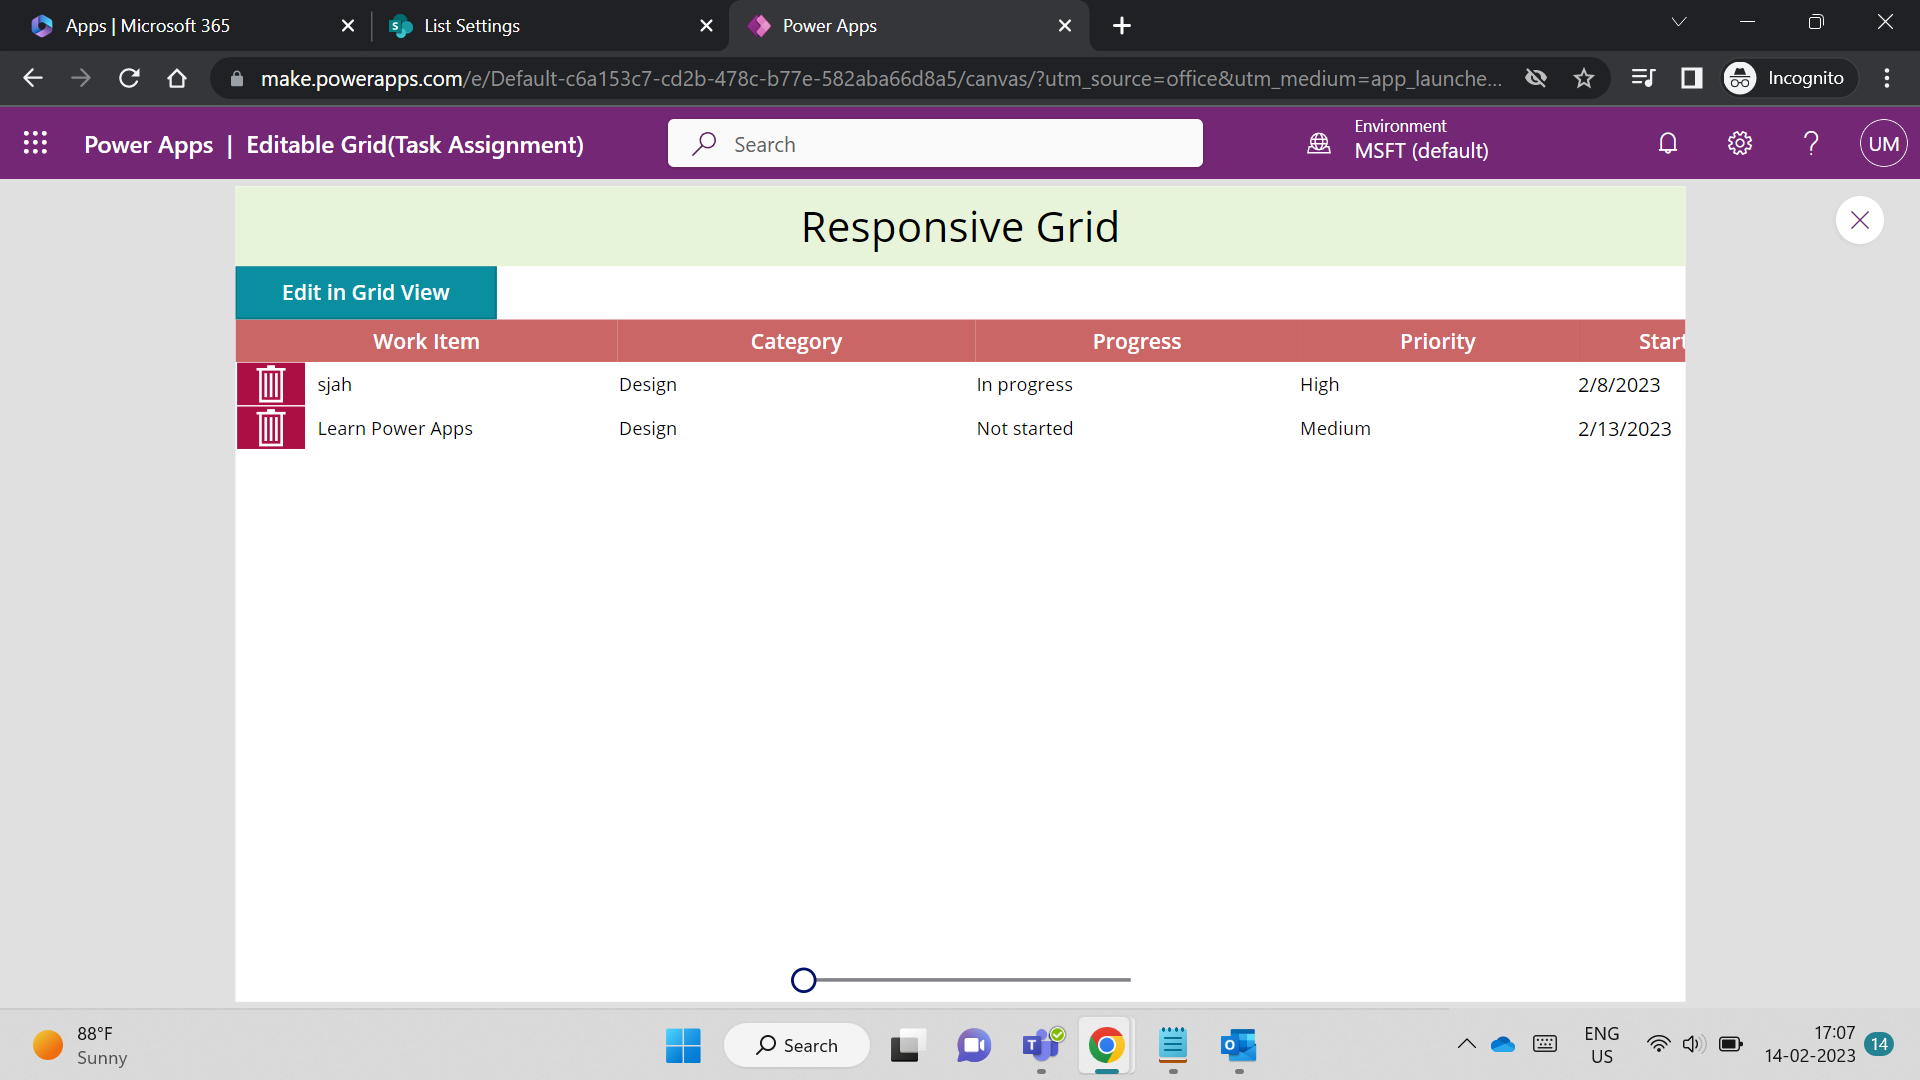 Apps | Microsoft 365
List Settings
Power Apps
make.powerapps.com/e/Default-c6a153c7-cd2b-478c-b77e-582aba66d8a5/canvas/?utm_source=office&utm_medium=app_launche...
Incognito
Power Apps | Editable Grid(Task Assignment)
Search
Environment
MSFT (default)
UM
Responsive Grid
Edit in Grid View
Work Item Category Progress Priority Start
sjah Design In progress High 2/8/2023
Learn Power Apps Design Not started Medium 2/13/2023
88°F
Sunny
Search
ENG
US
17:07
14-02-2023
14